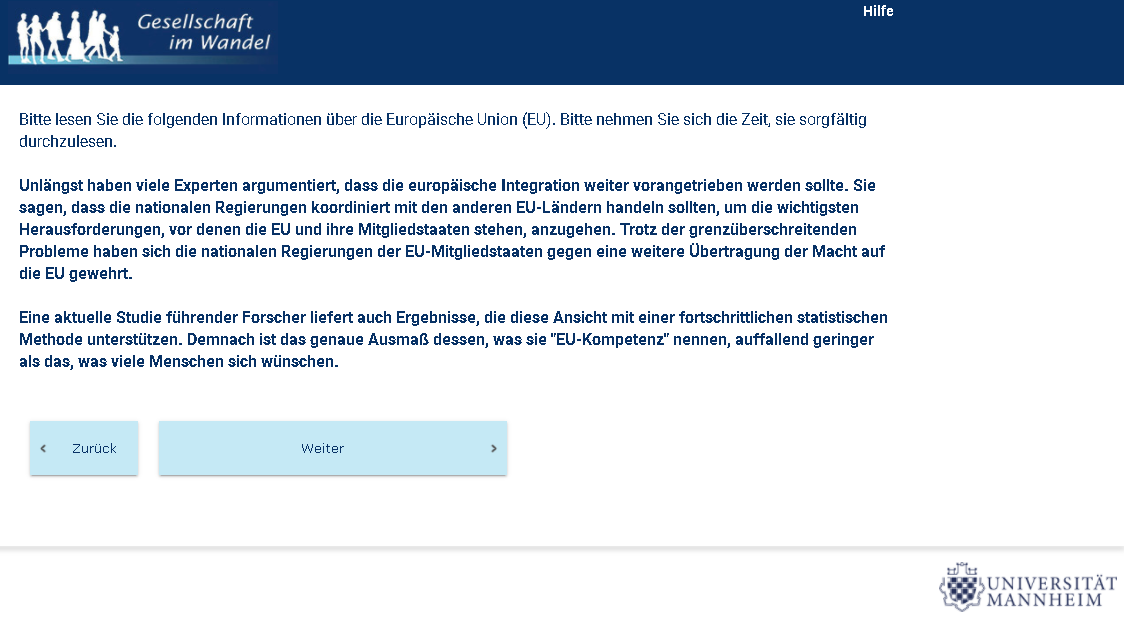 Gesellschaft
im Wandel
Hilfe
Bitte lesen Sie die folgenden Informationen über die Europäische Union (EU). Bitte nehmen Sie sich die Zeit, sie sorgfältig
durchzulesen.
Unlängst haben viele Experten argumentiert, dass die europäische Integration weiter vorangetrieben werden sollte. Sie
sagen, dass die nationalen Regierungen koordiniert mit den anderen EU-Ländern handeln sollten, um die wichtigsten
Herausforderungen, vor denen die EU und ihre Mitgliedstaaten stehen, anzugehen. Trotz der grenzüberschreitenden
Probleme haben sich die nationalen Regierungen der EU-Mitgliedstaaten gegen eine weitere Übertragung der Macht auf
die EU gewehrt.
Eine aktuelle Studie führender Forscher liefert auch Ergebnisse, die diese Ansicht mit einer fortschrittlichen statistischen
Methode unterstützen. Demnach ist das genaue Ausmaß dessen, was sie "EU-Kompetenz" nennen, auffallend geringer
als das, was viele Menschen sich wünschen.
‹ Zurück
Weiter ›
UNIVERSITÄT
MANNHEIM